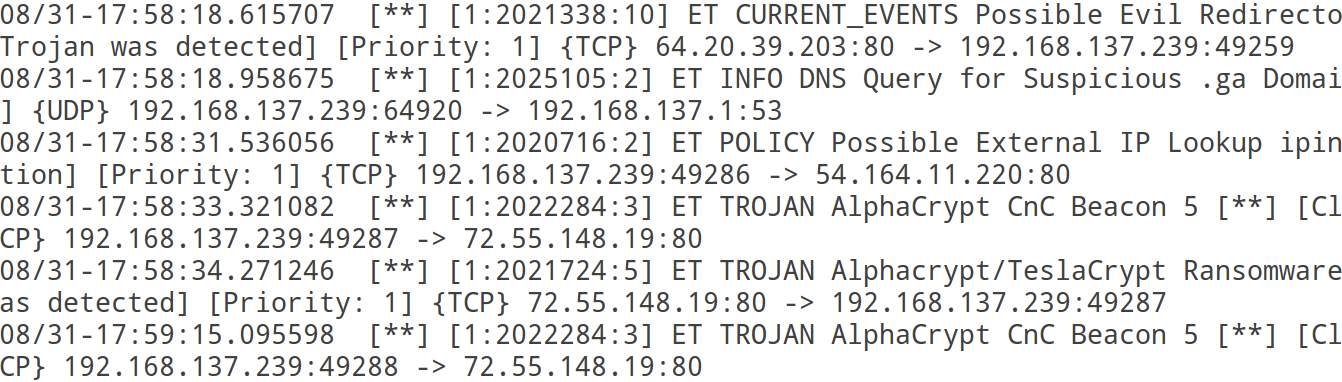 08/31-17:58:18.615707  [**] [1:2021338:10] ET CURRENT_EVENTS Possible Evil Redirecto
Trojan was detected] [Priority: 1] {TCP} 64.20.39.203:80 -> 192.168.137.239:49259
08/31-17:58:18.958675  [**] [1:2025105:2] ET INFO DNS Query for Suspicious .ga Domai
] {UDP} 192.168.137.239:64920 -> 192.168.137.1:53
08/31-17:58:31.536056  [**] [1:2020716:2] ET POLICY Possible External IP Lookup ipin
tion] [Priority: 1] {TCP} 192.168.137.239:49286 -> 54.164.11.220:80
08/31-17:58:33.321082  [**] [1:2022284:3] ET TROJAN AlphaCrypt CnC Beacon 5 [**] [Cl
CP} 192.168.137.239:49287 -> 72.55.148.19:80
08/31-17:58:34.271246  [**] [1:2021724:5] ET TROJAN Alphacrypt/TeslaCrypt Ransomware
as detected] [Priority: 1] {TCP} 72.55.148.19:80 -> 192.168.137.239:49287
08/31-17:59:15.095598  [**] [1:2022284:3] ET TROJAN AlphaCrypt CnC Beacon 5 [**] [Cl
CP} 192.168.137.239:49288 -> 72.55.148.19:80